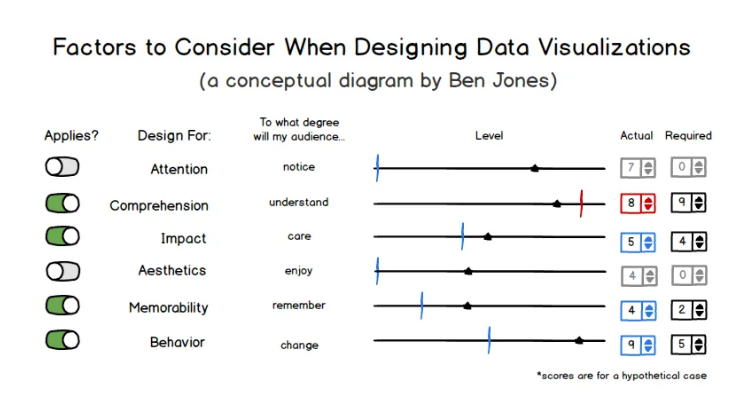 Factors to Consider When Designing Data Visualizations
(a conceptual diagram by Ben Jones)
To what degree
Applies? Design For: will my audience... Level Actual Required
Attention notice 7 0
Comprehension understand 8 9
Impact care 5 4
Aesthetics enjoy 4 0
Memorability remember 4 2
Behavior change 9 5
*scores are for a hypothetical case